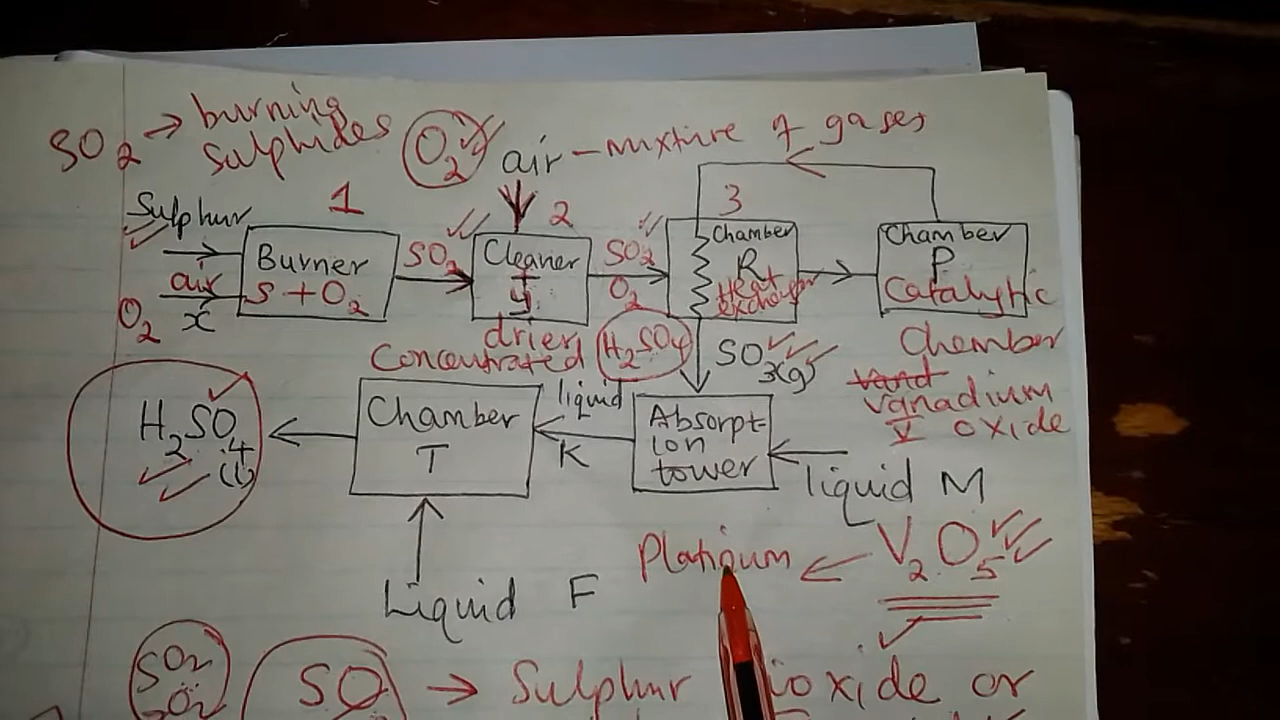 SO2 → burning
sulphides
O2
air - mixture of gases
Sulphur
1
2
3
air
O2
x
Burner
S + O2
SO2
Cleaner
+
y
drier
Concentrated H2SO4
SO2
O2
Chamber
R
Heat
exchanger
Chamber
P
Catalytic
Chamber
Vanadium
V oxide
SO3(g)
H2SO4
(l)
Chamber
T
liquid
K
Absorpt-
ion
tower
liquid M
Liquid F
Platinum ← V2O5
SO2
SO
→ Sulphur
ioxide or